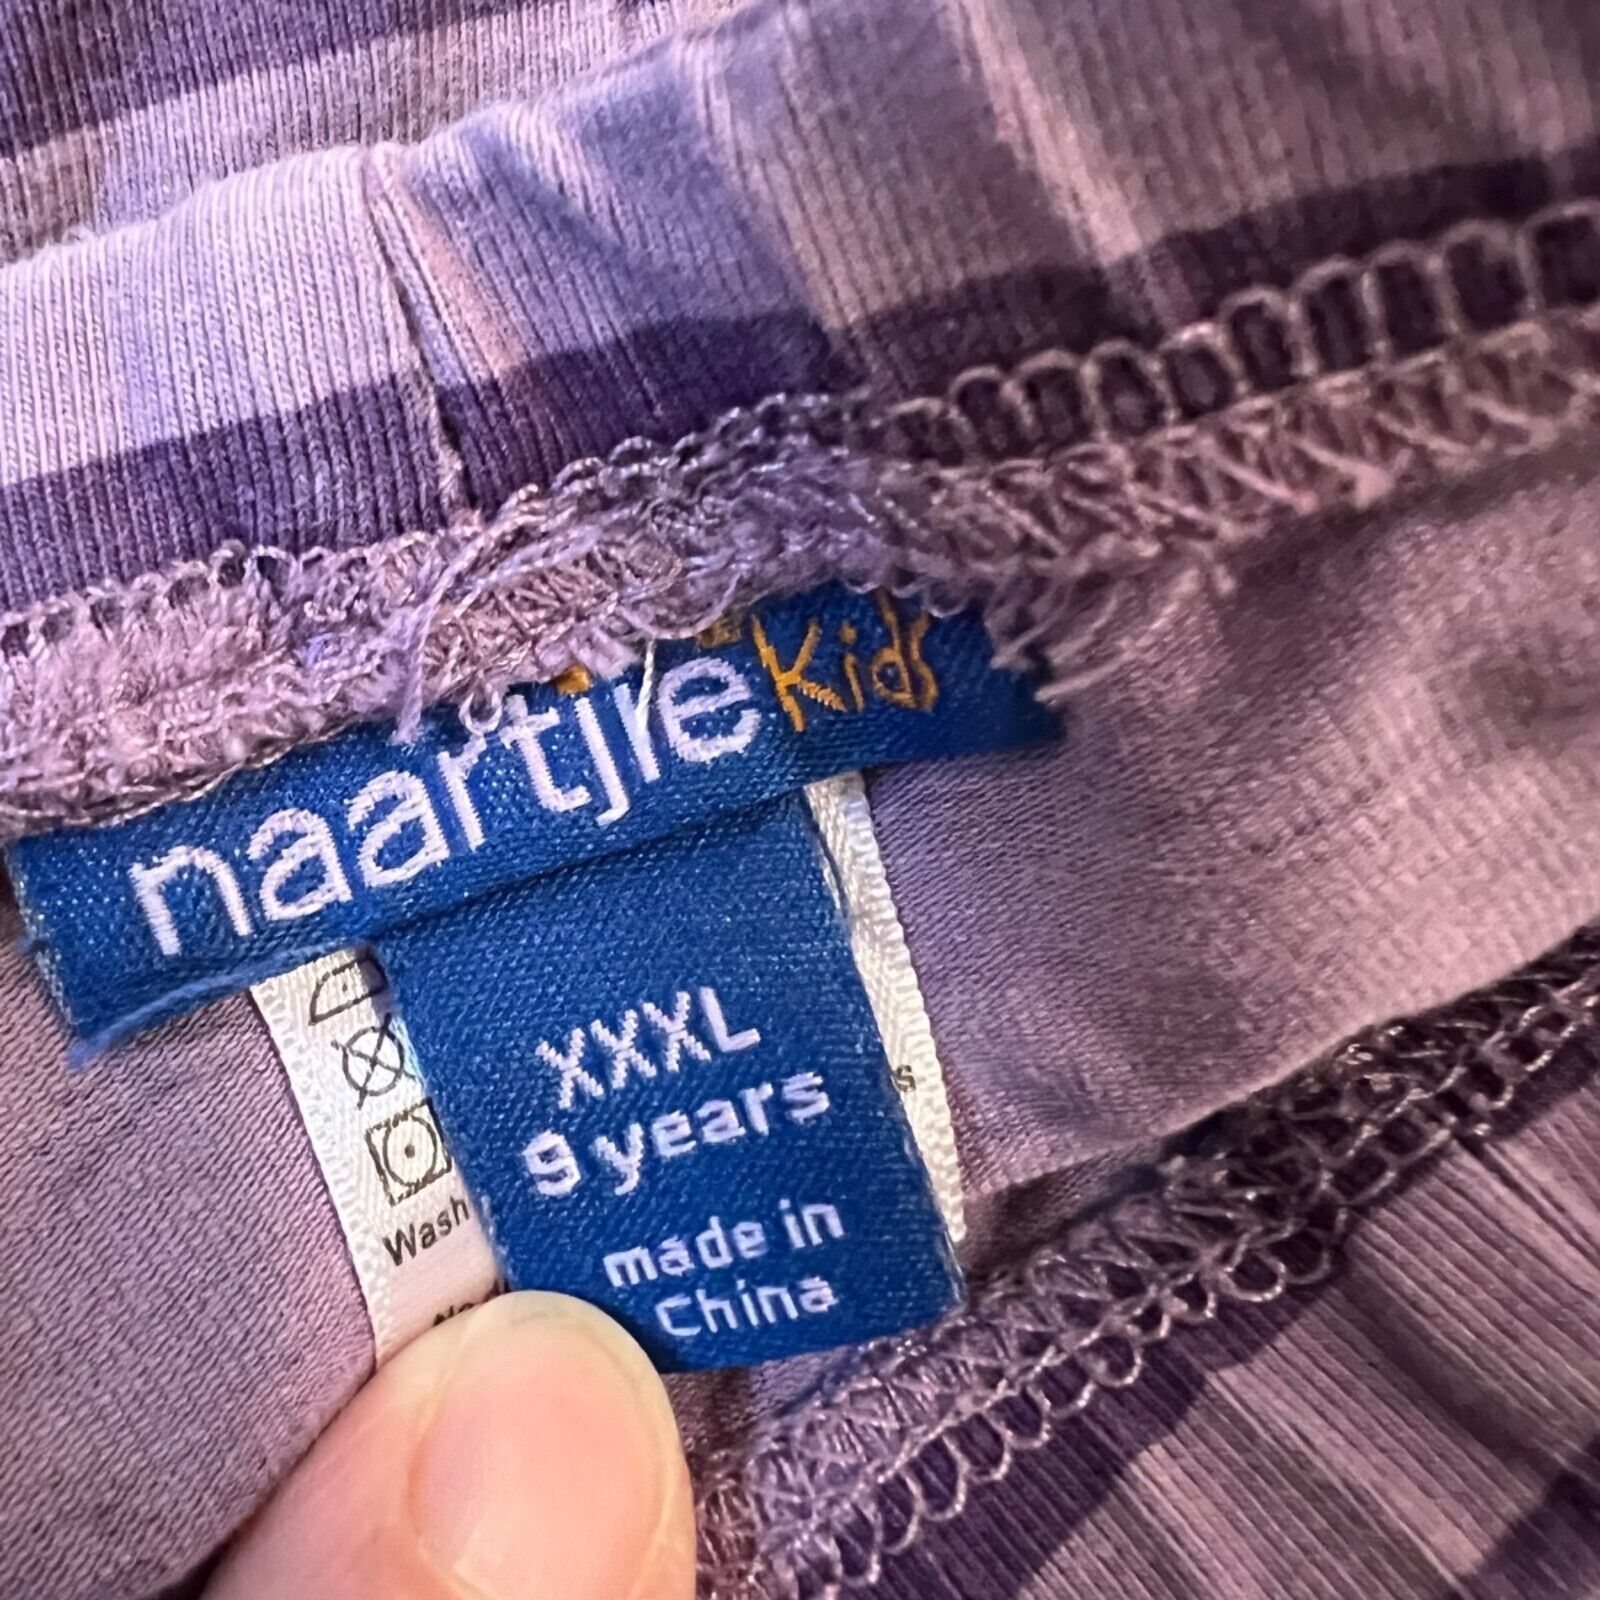 naartjie Kids
XXXL
9 years
made in
China
Wash